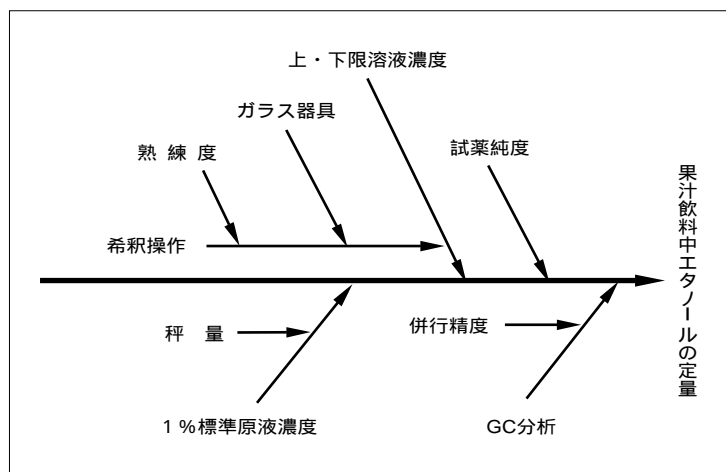 上・下限溶液濃度
ガラス器具
熟 練 度
試薬純度
希釈操作
果汁飲料中エタノールの定量
秤　量
併行精度
1％標準原液濃度
GC分析